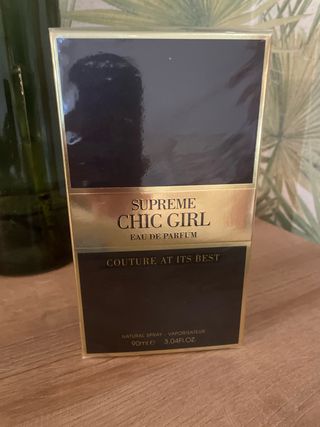 SUPREME
CHIC GIRL
EAU DE PARFUM
COUTURE AT ITS BEST
NATURAL SPRAY - VAPORISATEUR
90ml e 3.04FL.OZ